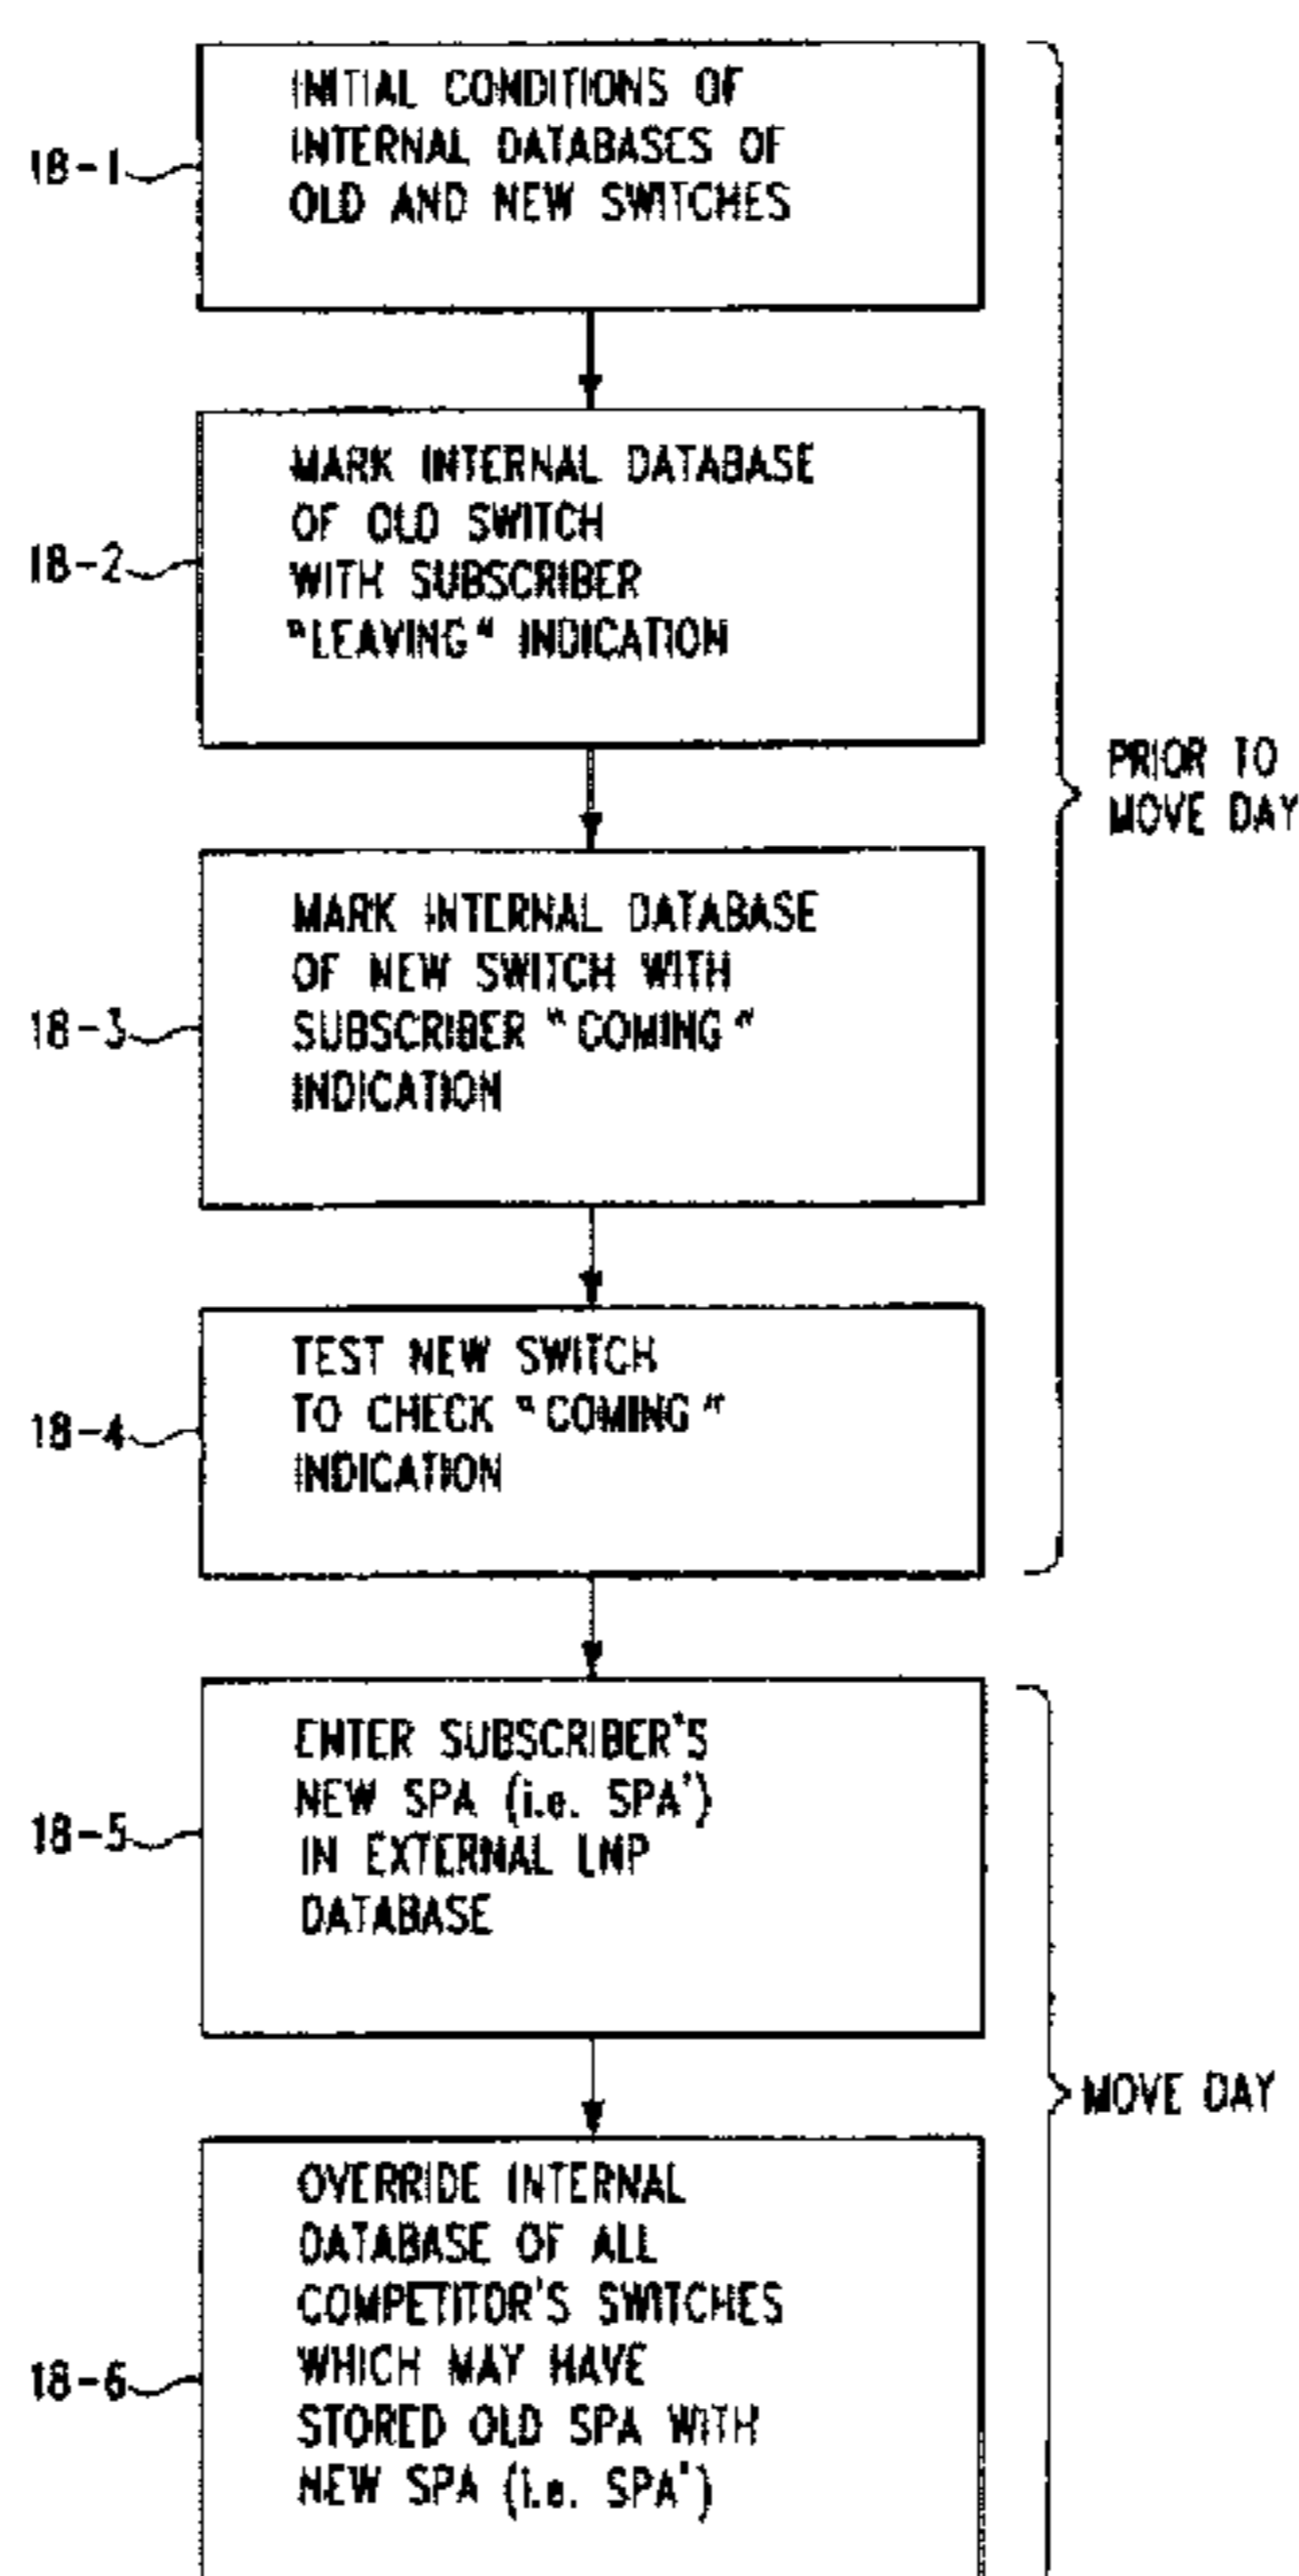 18-1
INITIAL CONDITIONS OF
INTERNAL DATABASES OF
OLD AND NEW SWITCHES
18-2
MARK INTERNAL DATABASE
OF OLD SWITCH
WITH SUBSCRIBER
"LEAVING" INDICATION
PRIOR TO
MOVE DAY
18-3
MARK INTERNAL DATABASE
OF NEW SWITCH WITH
SUBSCRIBER "COMING"
INDICATION
18-4
TEST NEW SWITCH
TO CHECK "COMING"
INDICATION
18-5
ENTER SUBSCRIBER'S
NEW SPA (i.e. SPA')
IN EXTERNAL LNP
DATABASE
MOVE DAY
18-6
OVERRIDE INTERNAL
DATABASE OF ALL
COMPETITOR'S SWITCHES
WHICH MAY HAVE
STORED OLD SPA WITH
NEW SPA (i.e. SPA')